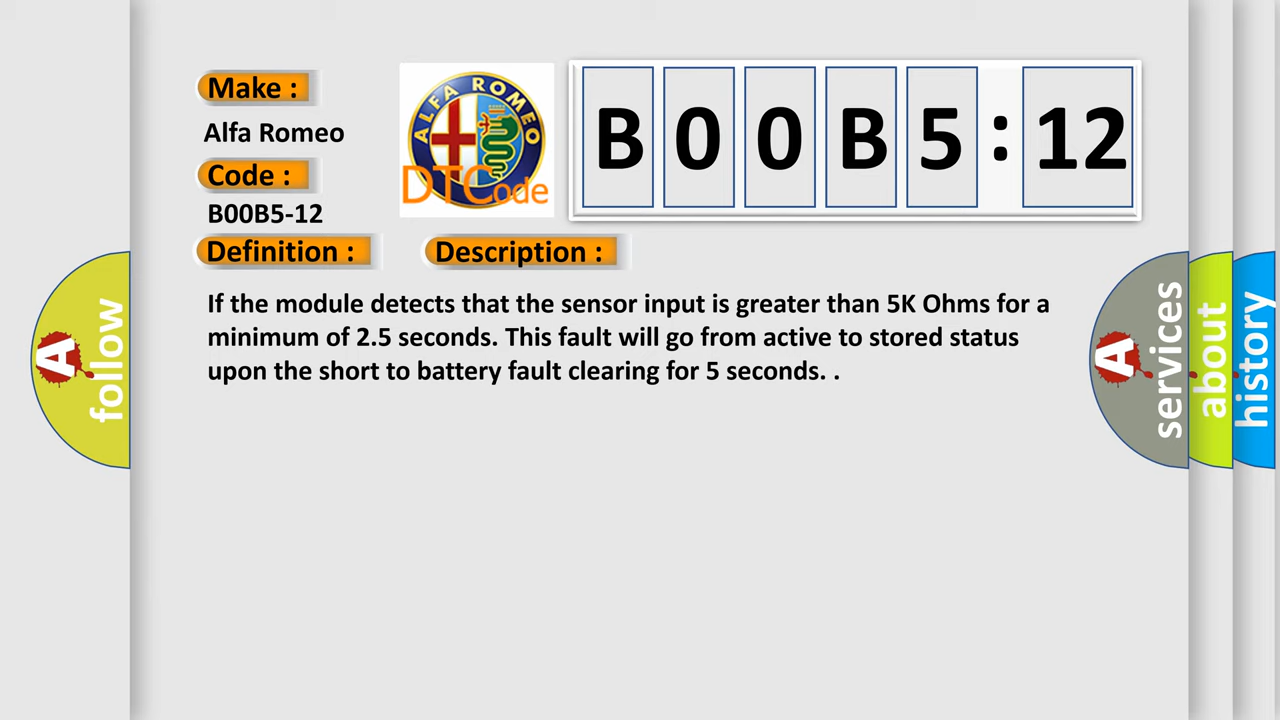 Make :
Alfa Romeo
Code :
B00B5-12
ALFA ROMEO
DTCode
B 0 0 B 5 : 12
Definition :
Description :
If the module detects that the sensor input is greater than 5K Ohms for a
minimum of 2.5 seconds. This fault will go from active to stored status
upon the short to battery fault clearing for 5 seconds. .
A
follow
A
services
about
history